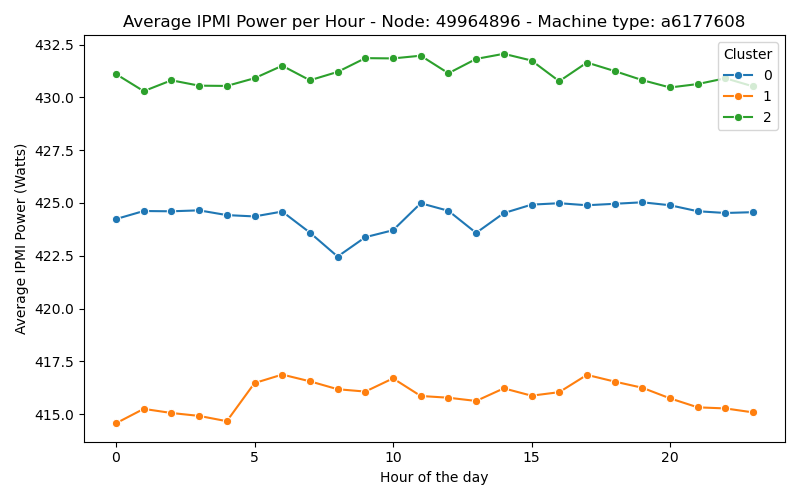 Average IPMI Power per Hour - Node: 49964896 - Machine type: a6177608
Average IPMI Power (Watts)
432.5
430.0
427.5
425.0
422.5
420.0
417.5
415.0
Cluster
0
1
2
0 5 10 15 20
Hour of the day